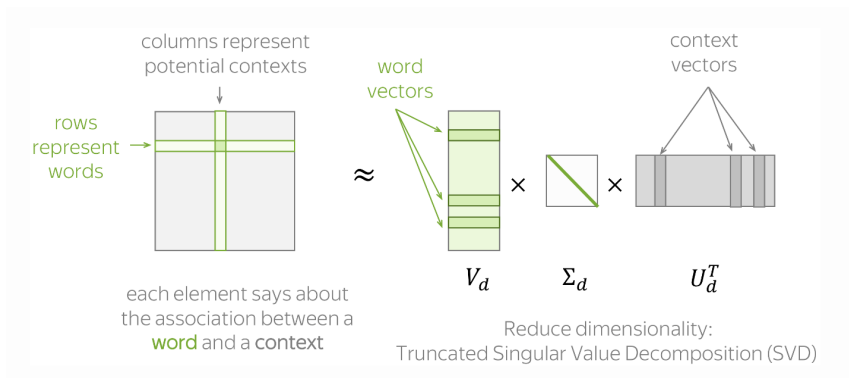 columns represent
potential contexts
rows
represent
words
each element says about
the association between a
word and a context
≈
word
vectors
×
×
context
vectors
V_d
Σ_d
U_d^T
Reduce dimensionality:
Truncated Singular Value Decomposition (SVD)